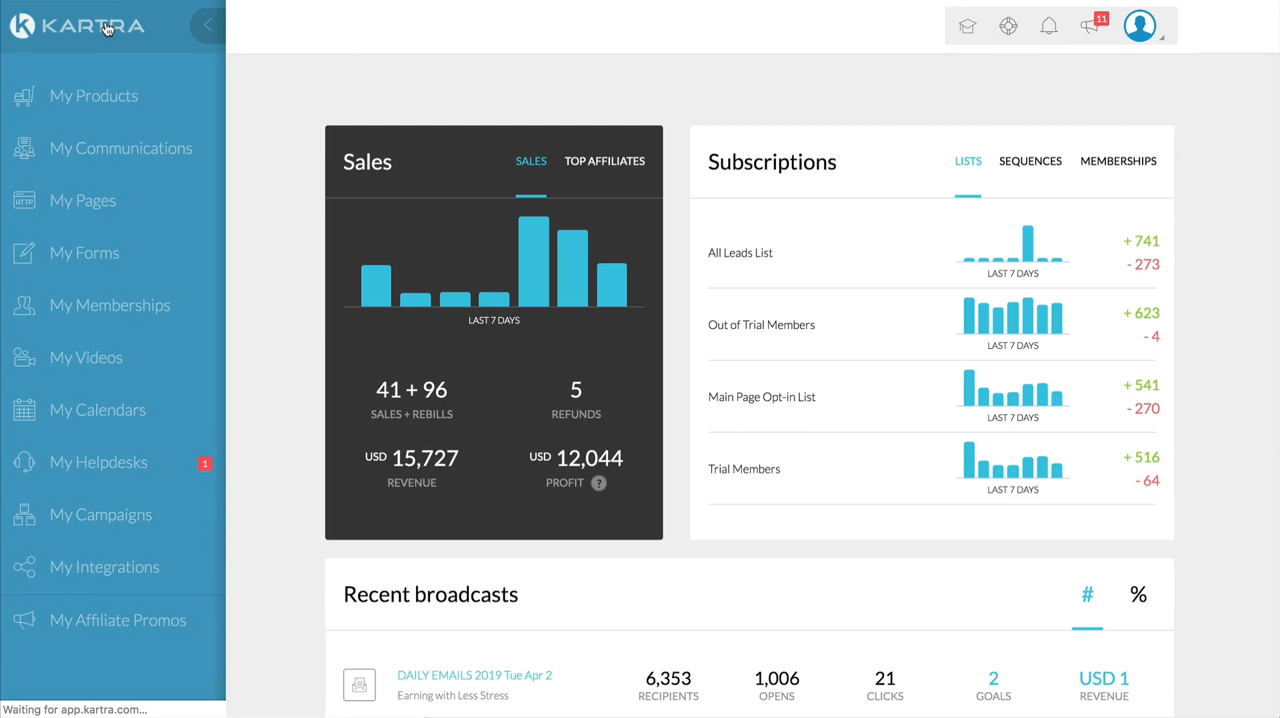 KARTRA
11
My Products
My Communications
HTTP
My Pages
My Forms
My Memberships
My Videos
My Calendars
My Helpdesks
1
My Campaigns
My Integrations
My Affiliate Promos
Waiting for app.kartra.com...
Sales
SALES
TOP AFFILIATES
LAST 7 DAYS
41 + 96
SALES + REBILLS
5
REFUNDS
USD 15,727
REVENUE
USD 12,044
PROFIT ?
Subscriptions
LISTS
SEQUENCES
MEMBERSHIPS
All Leads List
LAST 7 DAYS
+ 741
- 273
Out of Trial Members
LAST 7 DAYS
+ 623
- 4
Main Page Opt-in List
LAST 7 DAYS
+ 541
- 270
Trial Members
LAST 7 DAYS
+ 516
- 64
Recent broadcasts
#
%
DAILY EMAILS 2019 Tue Apr 2
Earning with Less Stress
6,353
RECIPIENTS
1,006
OPENS
21
CLICKS
2
GOALS
USD 1
REVENUE